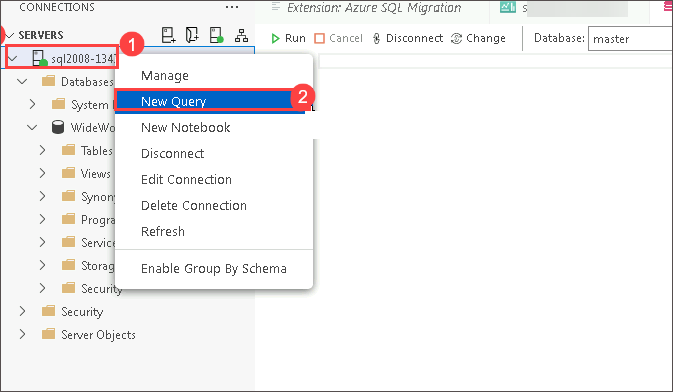 CONNECTIONS
Extension: Azure SQL Migration
SERVERS
1
Run
Cancel
Disconnect
Change
Database:
master
sql2008-134
Manage
Databases
New Query
2
System
New Notebook
WideWo
Disconnect
Tables
Edit Connection
Views
Delete Connection
Synony
Refresh
Progra
Service
Enable Group By Schema
Storag
Security
Security
Server Objects